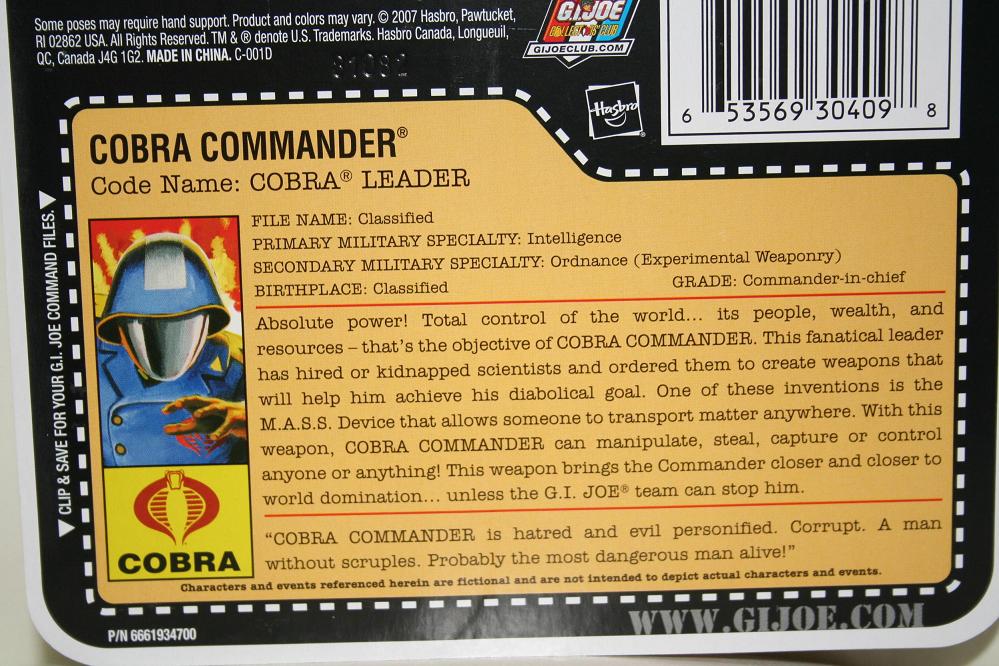 Some poses may require hand support. Product and colors may vary. © 2007 Hasbro, Pawtucket,
RI 02862 USA. All Rights Reserved. TM & ® denote U.S. Trademarks. Hasbro Canada, Longueuil,
QC, Canada J4G 1G2. MADE IN CHINA. C-001D
G.I.JOE
COLLECTORS' CLUB
GIJOECLUB.COM
Hasbro
®
6 53569 30409 8
COBRA COMMANDER®
Code Name: COBRA® LEADER
FILE NAME: Classified
PRIMARY MILITARY SPECIALTY: Intelligence
SECONDARY MILITARY SPECIALTY: Ordnance (Experimental Weaponry)
BIRTHPLACE: Classified GRADE: Commander-in-chief
Absolute power! Total control of the world... its people, wealth, and
resources – that's the objective of COBRA COMMANDER. This fanatical leader
has hired or kidnapped scientists and ordered them to create weapons that
will help him achieve his diabolical goal. One of these inventions is the
M.A.S.S. Device that allows someone to transport matter anywhere. With this
weapon, COBRA COMMANDER can manipulate, steal, capture or control
anyone or anything! This weapon brings the Commander closer and closer to
world domination... unless the G.I. JOE® team can stop him.
"COBRA COMMANDER is hatred and evil personified. Corrupt. A man
without scruples. Probably the most dangerous man alive!"
COBRA
Characters and events referenced herein are fictional and are not intended to depict actual characters and events.
CLIP & SAVE FOR YOUR G.I. JOE COMMAND FILES.
P/N 6661934700
WWW.GIJOE.COM